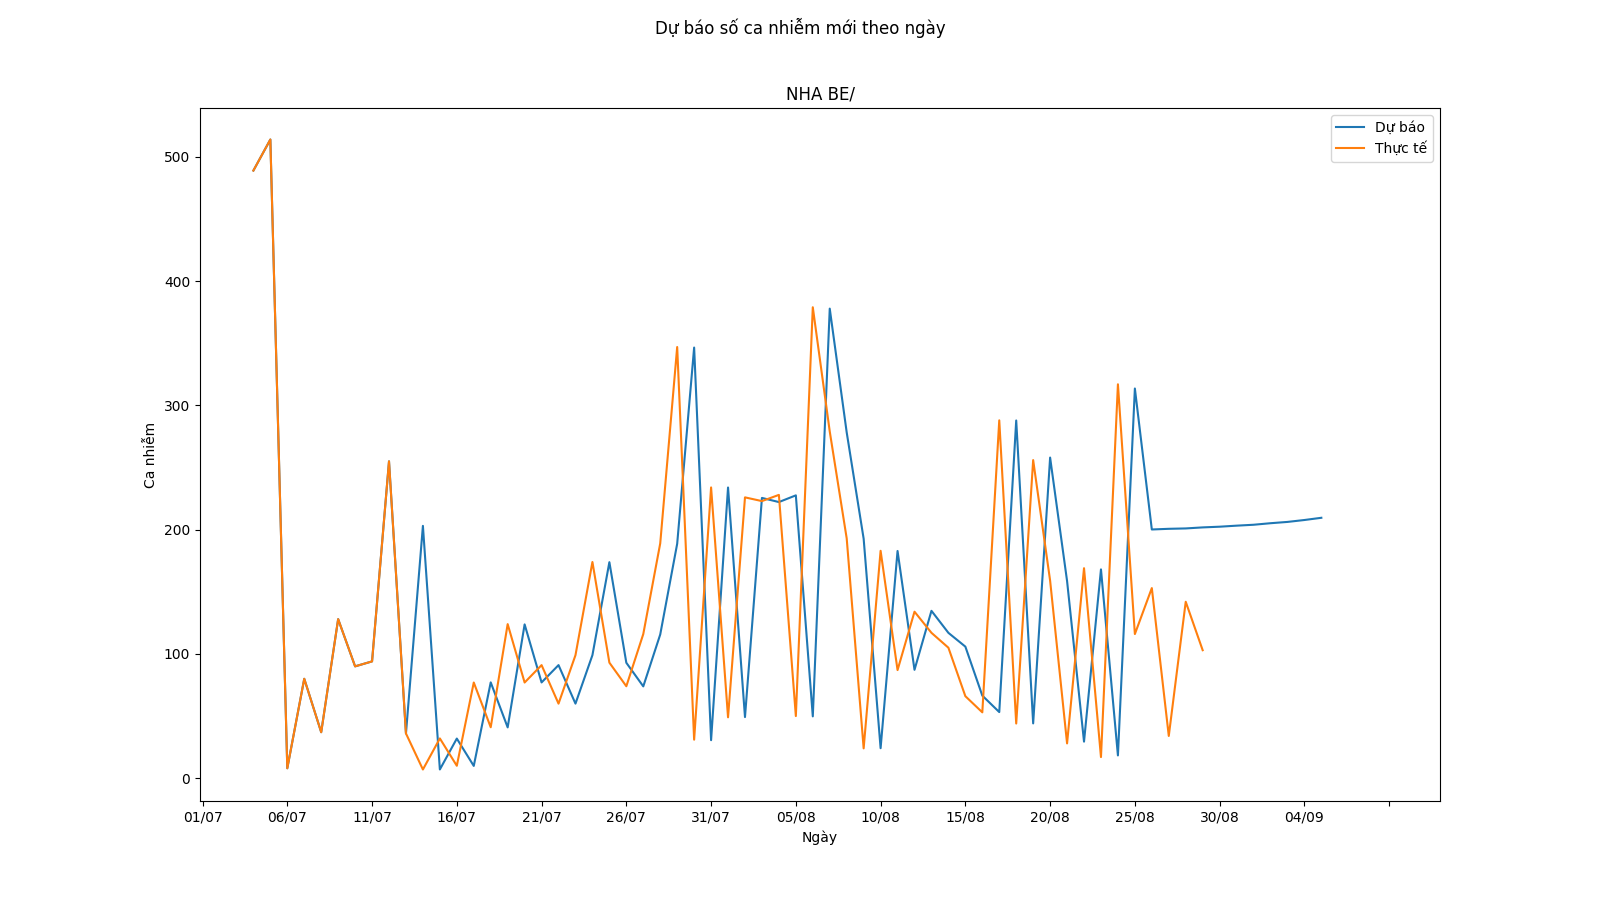 Dự báo số ca nhiễm mới theo ngày
NHA BE/
Dự báo
Thực tế
500
400
300
200
100
0
Ca nhiễm
01/07 06/07 11/07 16/07 21/07 26/07 31/07 05/08 10/08 15/08 20/08 25/08 30/08 04/09
Ngày